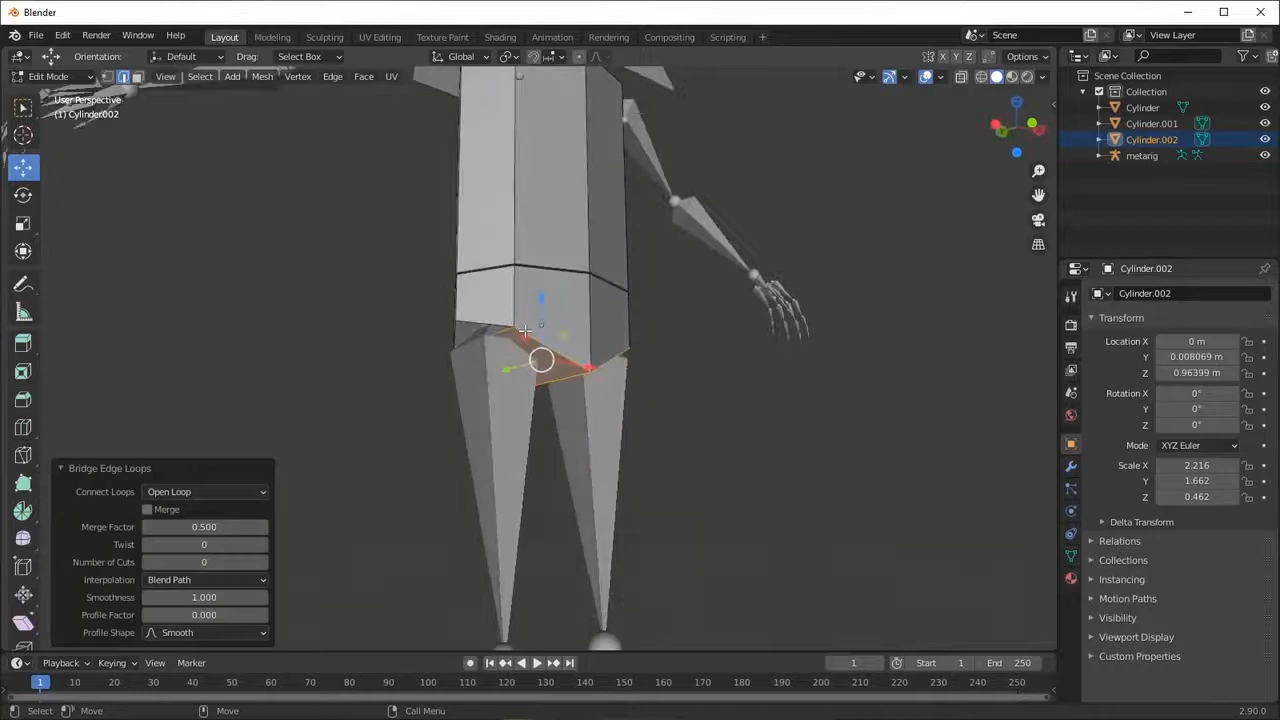 Blender
File Edit Render Window Help
Layout Modeling Sculpting UV Editing Texture Paint Shading Animation Rendering Compositing Scripting +
Scene
View Layer
Orientation: Default Drag: Select Box
Global
X Y Z
Options
Edit Mode View Select Add Mesh Vertex Edge Face UV
User Perspective
(1) Cylinder.002
Scene Collection
Collection
Cylinder
Cylinder.001
Cylinder.002
metarig
Cylinder.002
Cylinder.002
Transform
Location X 0 m
Y 0.008069 m
Z 0.96399 m
Rotation X 0°
Y 0°
Z 0°
Mode XYZ Euler
Scale X 2.216
Y 1.662
Z 0.462
Delta Transform
Relations
Collections
Instancing
Motion Paths
Visibility
Viewport Display
Custom Properties
Bridge Edge Loops
Connect Loops Open Loop
Merge
Merge Factor 0.500
Twist 0
Number of Cuts 0
Interpolation Blend Path
Smoothness 1.000
Profile Factor 0.000
Profile Shape Smooth
Playback Keying View Marker
1 Start 1 End 250
1 10 20 30 40 50 60 70 80 90 100 110 120 130 140 150 160 170 180 190 200 210 220 230 240 250
Select Move Move Call Menu 2.90.0